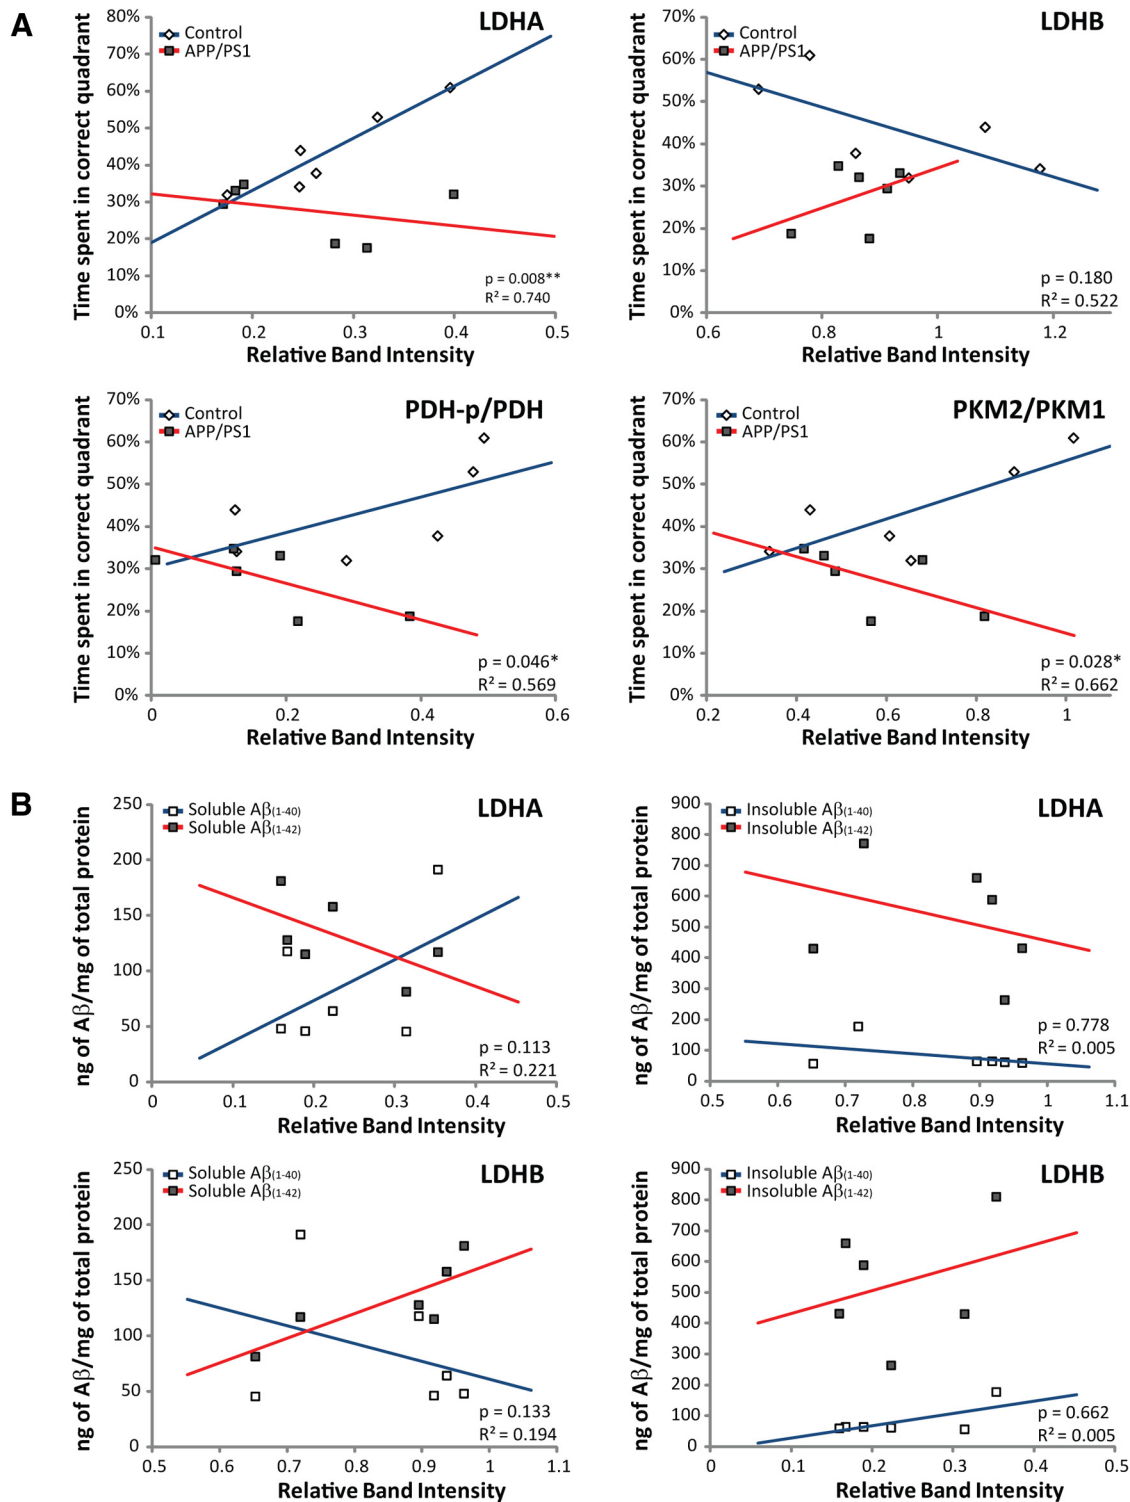 A
LDHA
Control
APP/PS1
Time spent in correct quadrant
80%
70%
60%
50%
40%
30%
20%
10%
0%
0.1
0.2
0.3
0.4
0.5
Relative Band Intensity
p = 0.008**
R² = 0.740
LDHB
Control
APP/PS1
Time spent in correct quadrant
70%
60%
50%
40%
30%
20%
10%
0%
0.6
0.8
1
1.2
Relative Band Intensity
p = 0.180
R² = 0.522
PDH-p/PDH
Control
APP/PS1
Time spent in correct quadrant
70%
60%
50%
40%
30%
20%
10%
0%
0
0.2
0.4
0.6
Relative Band Intensity
p = 0.046*
R² = 0.569
PKM2/PKM1
Control
APP/PS1
Time spent in correct quadrant
70%
60%
50%
40%
30%
20%
10%
0%
0.2
0.4
0.6
0.8
1
Relative Band Intensity
p = 0.028*
R² = 0.662
B
LDHA
Soluble Aβ(1-40)
Soluble Aβ(1-42)
ng of Aβ/mg of total protein
250
200
150
100
50
0
0
0.1
0.2
0.3
0.4
0.5
Relative Band Intensity
p = 0.113
R² = 0.221
LDHA
Insoluble Aβ(1-40)
Insoluble Aβ(1-42)
ng of Aβ/mg of total protein
900
800
700
600
500
400
300
200
100
0
0.5
0.6
0.7
0.8
0.9
1
1.1
Relative Band Intensity
p = 0.778
R² = 0.005
LDHB
Soluble Aβ(1-40)
Soluble Aβ(1-42)
ng of Aβ/mg of total protein
250
200
150
100
50
0
0.5
0.6
0.7
0.8
0.9
1
1.1
Relative Band Intensity
p = 0.133
R² = 0.194
LDHB
Insoluble Aβ(1-40)
Insoluble Aβ(1-42)
ng of Aβ/mg of total protein
900
800
700
600
500
400
300
200
100
0
0
0.1
0.2
0.3
0.4
0.5
Relative Band Intensity
p = 0.662
R² = 0.005